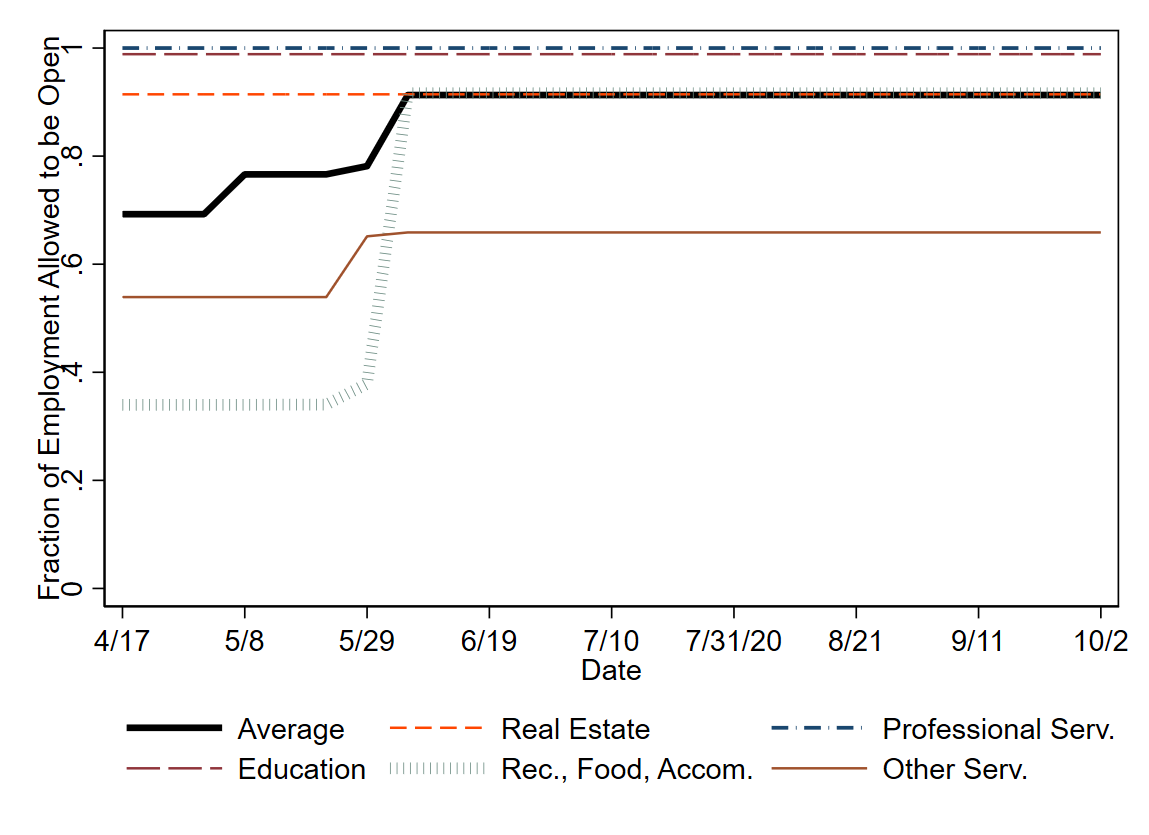 Fraction of Employment Allowed to be Open
1
.8
.6
.4
.2
0
4/17 5/8 5/29 6/19 7/10 7/31/20 8/21 9/11 10/2
Date
Average Real Estate Professional Serv.
Education Rec., Food, Accom. Other Serv.